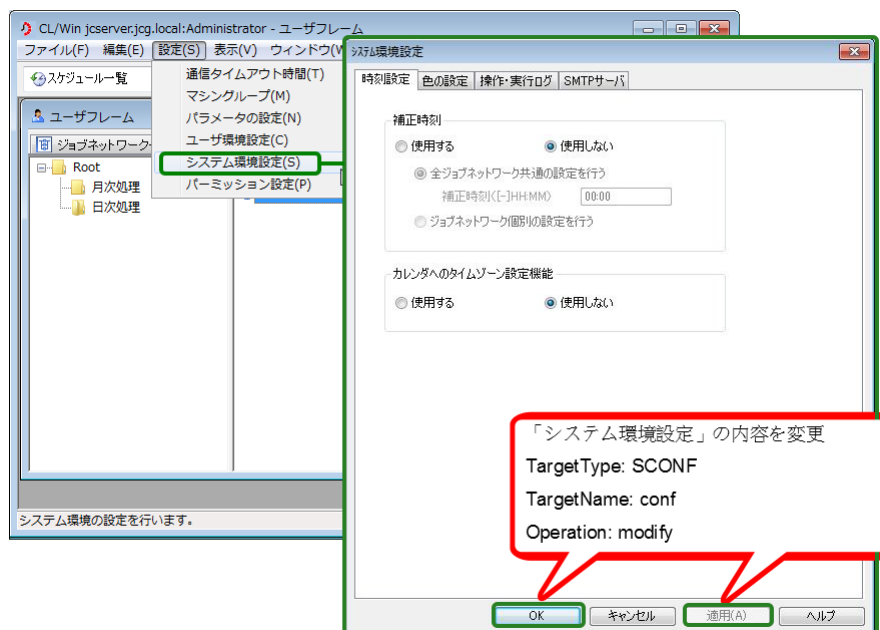 CL/Win jcserver.jcg.local:Administrator - ユーザフレーム
ファイル(F) 編集(E) 設定(S) 表示(V) ウィンドウ(W
スケジュール一覧
通信タイムアウト時間(T)
マシングループ(M)
パラメータの設定(N)
ユーザ環境設定(C)
システム環境設定(S)
パーミッション設定(P)
ユーザフレーム
ジョブネットワーク
Root
月次処理
日次処理
システム環境の設定を行います。
システム環境設定
時刻設定 色の設定 操作・実行ログ SMTPサーバ
補正時刻
使用する 使用しない
全ジョブネットワーク共通の設定を行う
補正時刻([-]HH:MM) 00:00
ジョブネットワーク個別の設定を行う
カレンダへのタイムゾーン設定機能
使用する 使用しない
「システム環境設定」の内容を変更
TargetType: SCONF
TargetName: conf
Operation: modify
OK キャンセル 適用(A) ヘルプ